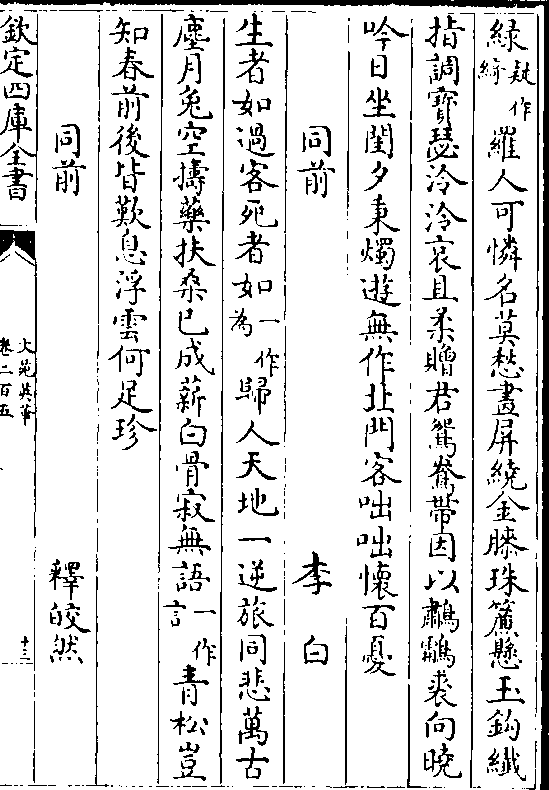 緑疑作綺羅人可憐名莫愁畫屏繞金膝珠簾懸玉鈎纖
指調寳瑟泠泠哀且柔贈君鴛鴦帶因以鷫鸘裘向曉
吟日坐閨夕秉燭遊無作北門客咄咄懷百憂
同前 李白
生者如過客死者如一作為歸人天地一逆旅同悲萬古
塵月兔空擣藥扶桑已成薪白骨寂無語一作言青松豈
知春前後皆歎息浮雲何足珍
同前 釋皎然
欽定四庫全書
文苑英華
卷二百五
十三